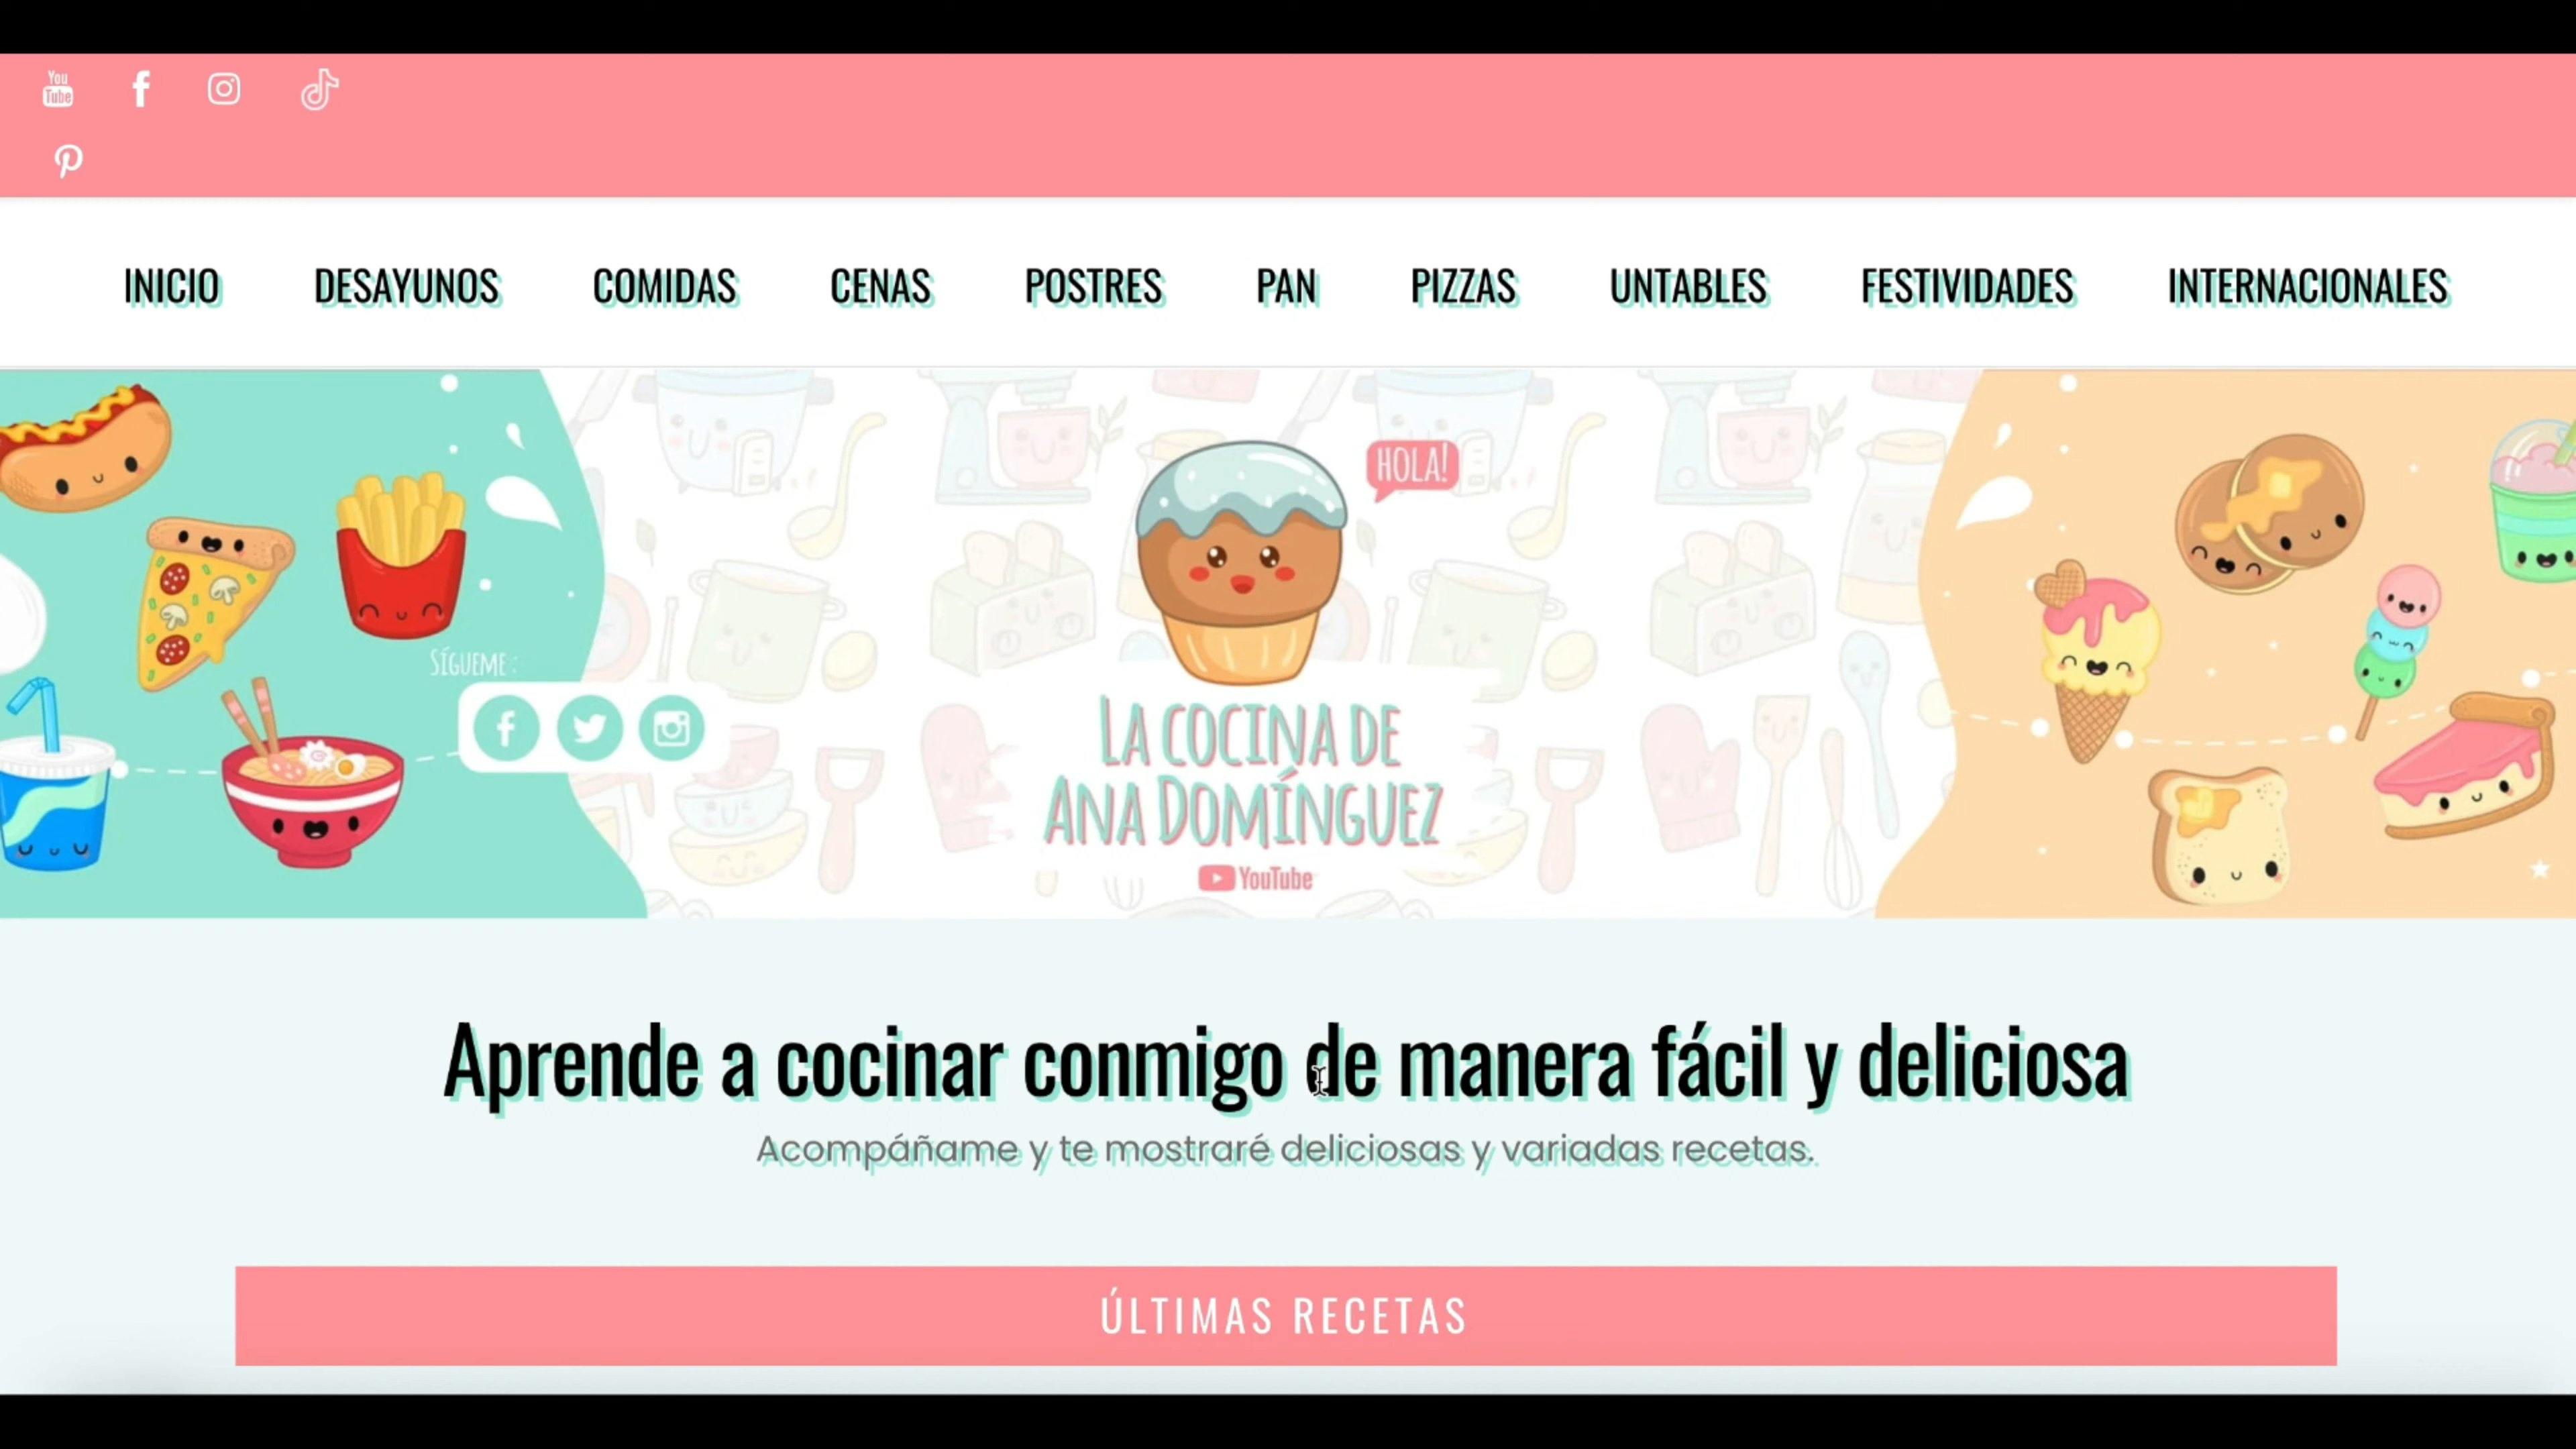 You
Tube
INICIO DESAYUNOS COMIDAS CENAS POSTRES PAN PIZZAS UNTABLES FESTIVIDADES INTERNACIONALES
HOLA!
SÍGUEME :
LA COCINA DE
ANA DOMÍNGUEZ
YouTube
Aprende a cocinar conmigo de manera fácil y deliciosa
Acompáñame y te mostraré deliciosas y variadas recetas.
ÚLTIMAS RECETAS